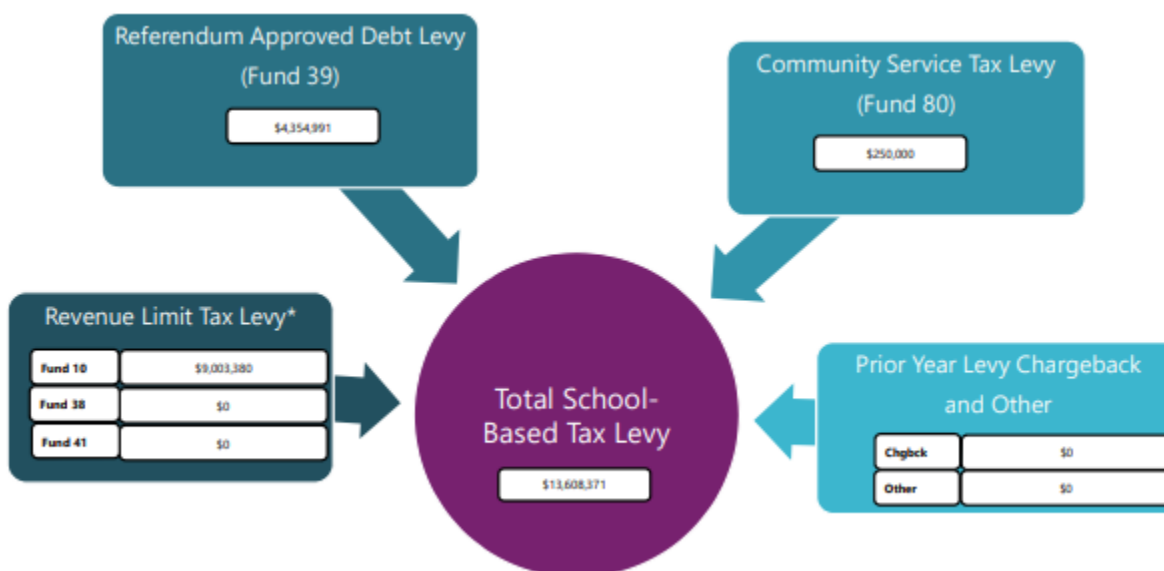 Referendum Approved Debt Levy
(Fund 39)
$4,354,991
Community Service Tax Levy
(Fund 80)
$250,000
Revenue Limit Tax Levy*
Fund 10 $9,003,380
Fund 38 $0
Fund 41 $0
Total School-
Based Tax Levy
$13,608,371
Prior Year Levy Chargeback
and Other
Chgbck $0
Other $0